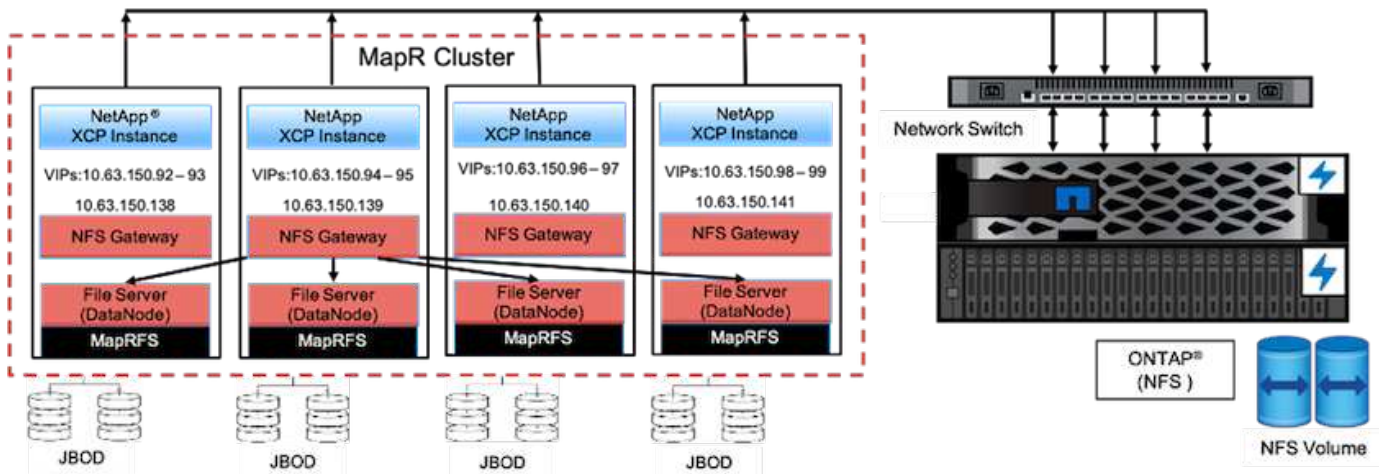 MapR Cluster
NetApp®
XCP Instance
VIPs:10.63.150.92–93
10.63.150.138
NFS Gateway
File Server
(DataNode)
MapRFS
JBOD
NetApp
XCP Instance
VIPs:10.63.150.94–95
10.63.150.139
NFS Gateway
File Server
(DataNode)
MapRFS
JBOD
NetApp
XCP Instance
VIPs:10.63.150.96–97
10.63.150.140
NFS Gateway
File Server
(DataNode)
MapRFS
JBOD
NetApp
XCP Instance
VIPs:10.63.150.98–99
10.63.150.141
NFS Gateway
File Server
(DataNode)
MapRFS
JBOD
Network Switch
ONTAP®
(NFS )
NFS Volume